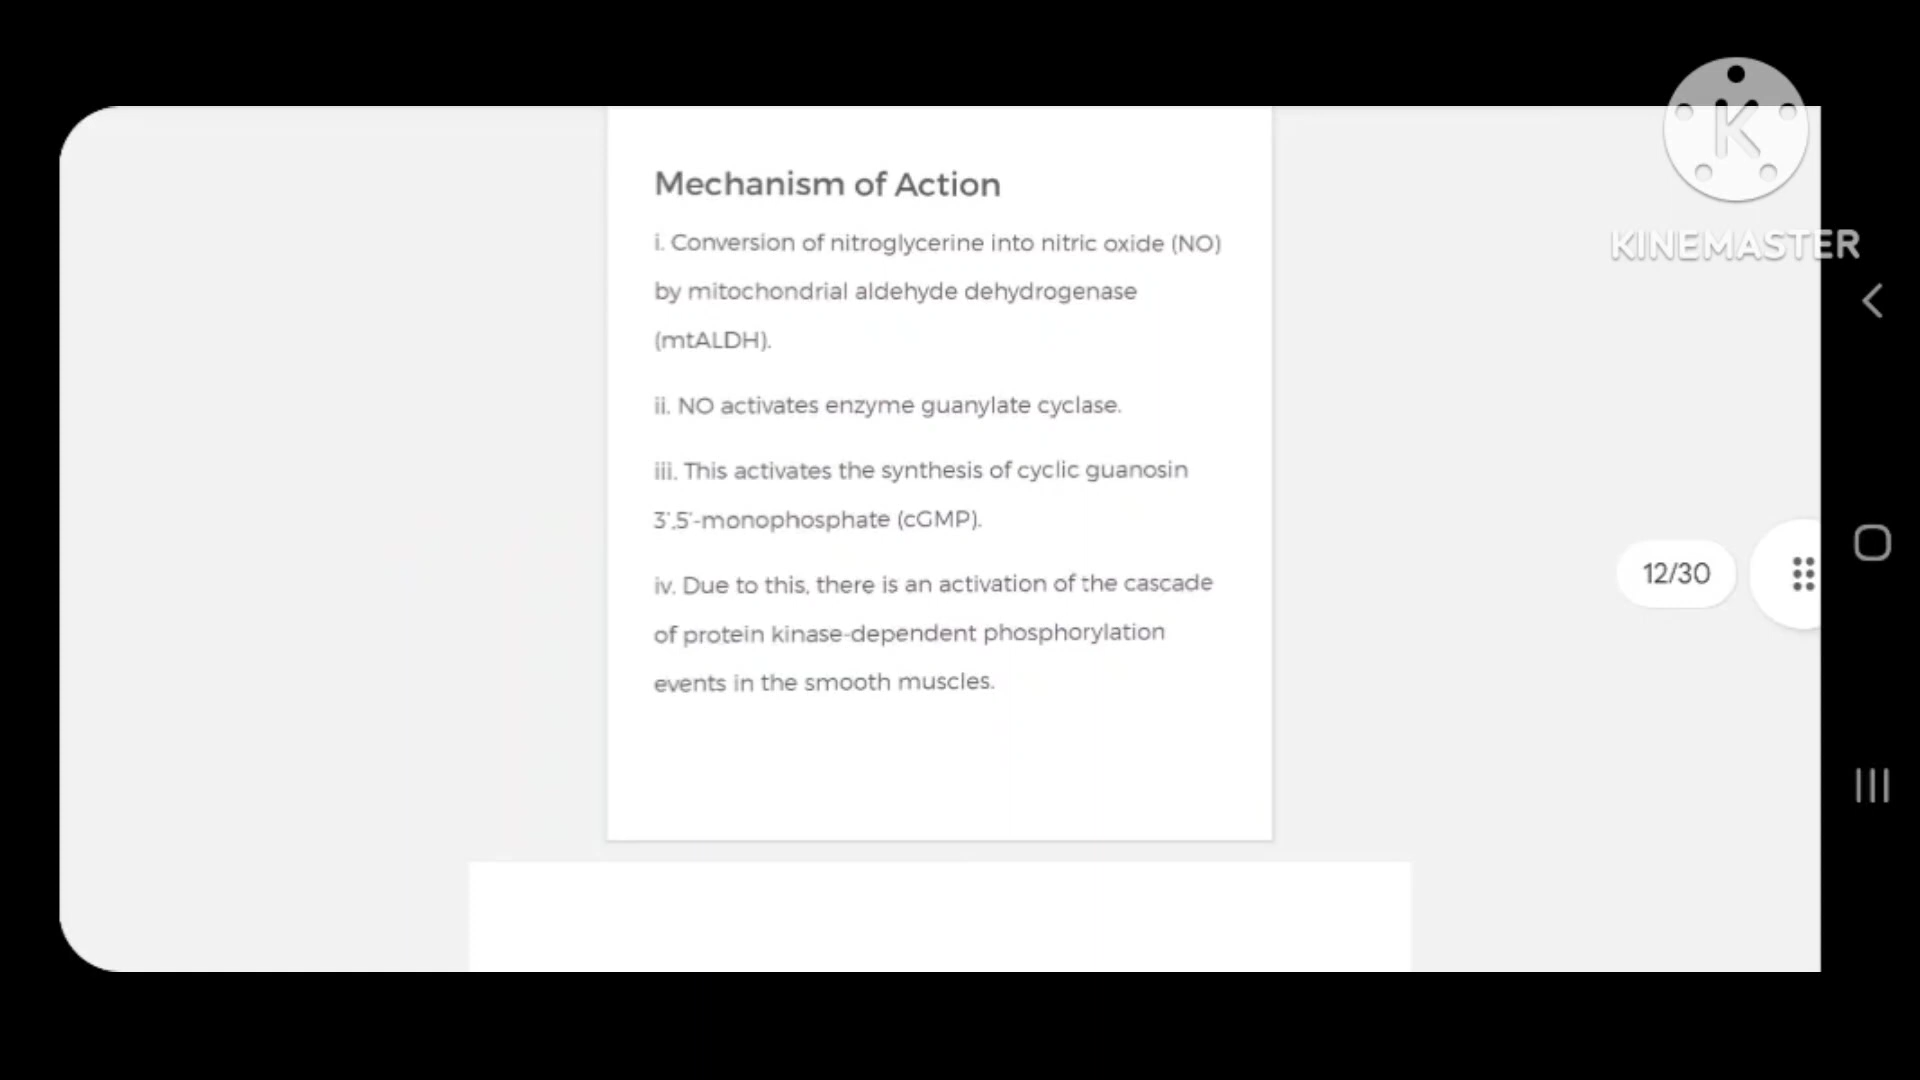 K
KINEMASTER
Mechanism of Action
i. Conversion of nitroglycerine into nitric oxide (NO)
by mitochondrial aldehyde dehydrogenase
(mtALDH).
ii. NO activates enzyme guanylate cyclase.
iii. This activates the synthesis of cyclic guanosin
3',5'-monophosphate (cGMP).
iv. Due to this, there is an activation of the cascade
of protein kinase-dependent phosphorylation
events in the smooth muscles.
12/30